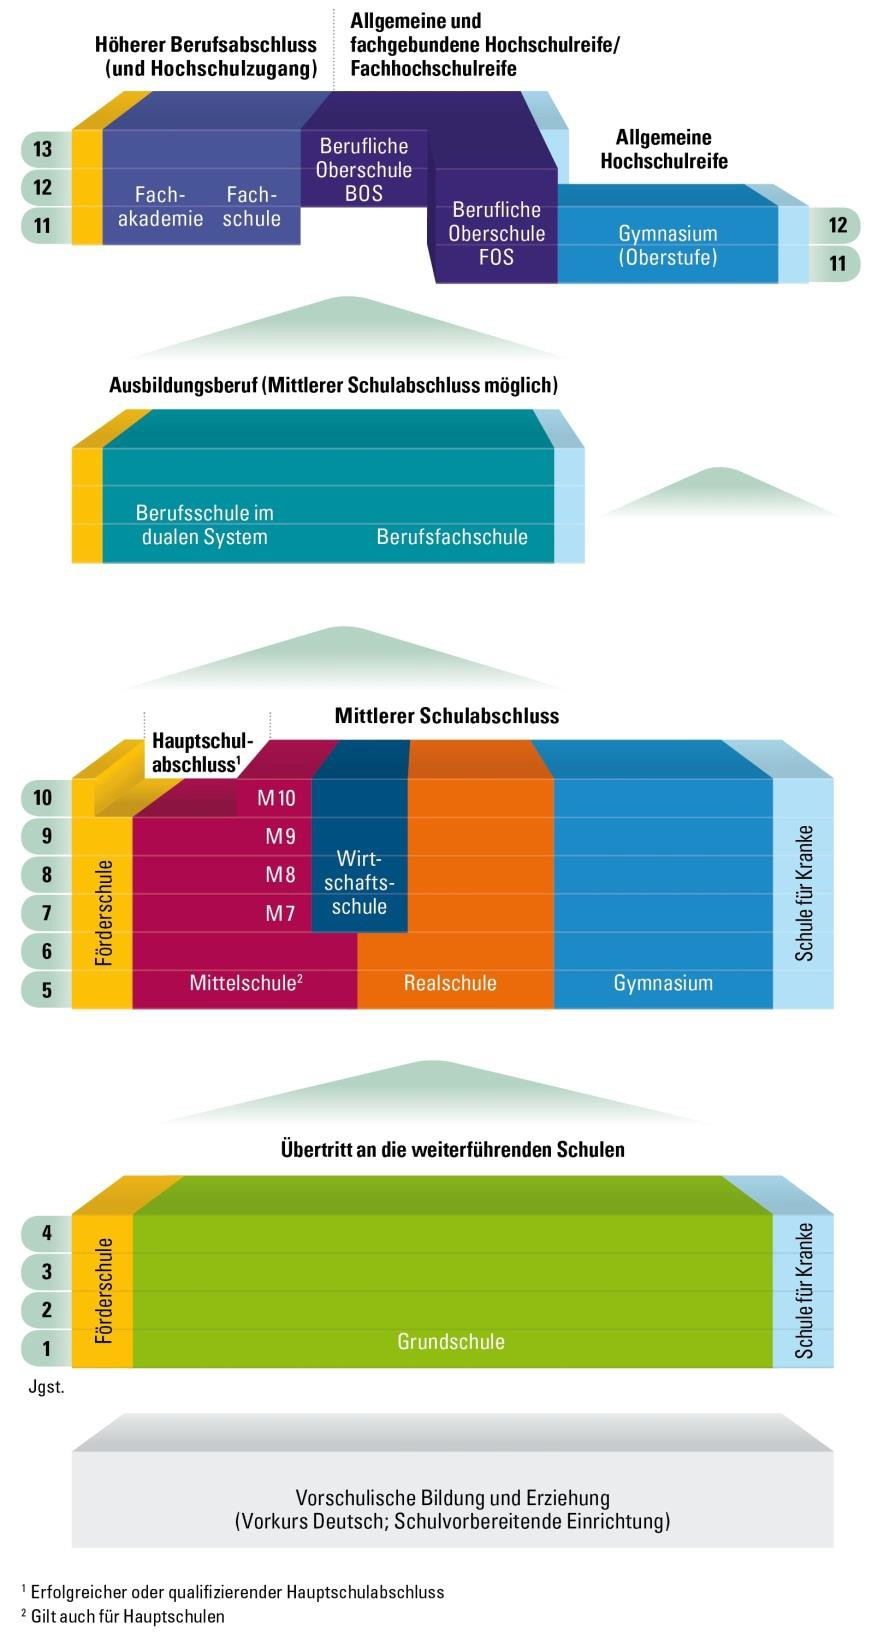 Höherer Berufsabschluss
(und Hochschulzugang)
Allgemeine und
fachgebundene Hochschulreife/
Fachhochschulreife
Allgemeine
Hochschulreife
13
12
11
Fach-
akademie
Fach-
schule
Berufliche
Oberschule
BOS
Berufliche
Oberschule
FOS
Gymnasium
(Oberstufe)
12
11
Ausbildungsberuf (Mittlerer Schulabschluss möglich)
Berufsschule im
dualen System
Berufsfachschule
Mittlerer Schulabschluss
Hauptschul-
abschluss¹
10
9
8
7
6
5
Förderschule
M 10
M 9
M 8
M 7
Mittelschule²
Wirt-
schafts-
schule
Realschule
Gymnasium
Schule für Kranke
Übertritt an die weiterführenden Schulen
4
3
2
1
Jgst.
Förderschule
Grundschule
Schule für Kranke
Vorschulische Bildung und Erziehung
(Vorkurs Deutsch; Schulvorbereitende Einrichtung)
¹ Erfolgreicher oder qualifizierender Hauptschulabschluss
² Gilt auch für Hauptschulen